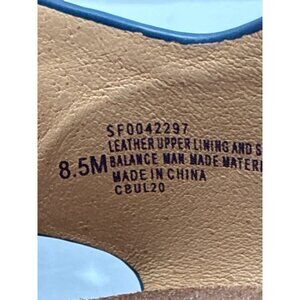 SF0042297
LEATHER UPPER LINING AND S
8.5M BALANCE MAN MADE MATERI
MADE IN CHINA
CBUL20